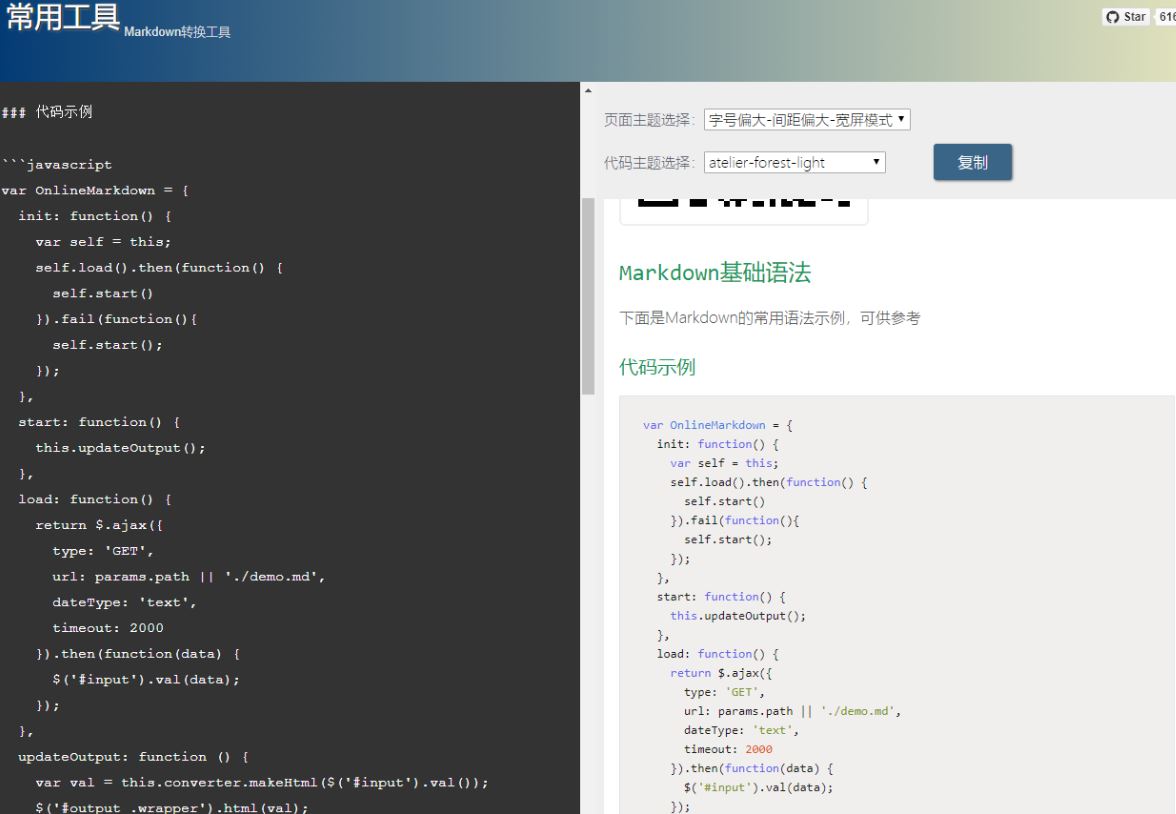 常用工具
Markdown转换工具
Star
616
### 代码示例
```javascript
var OnlineMarkdown = {
  init: function() {
    var self = this;
    self.load().then(function() {
      self.start()
    }).fail(function(){
      self.start();
    });
  },
  start: function() {
    this.updateOutput();
  },
  load: function() {
    return $.ajax({
      type: 'GET',
      url: params.path || './demo.md',
      dateType: 'text',
      timeout: 2000
    }).then(function(data) {
      $('#input').val(data);
    });
  },
  updateOutput: function () {
    var val = this.converter.makeHtml($('#input').val());
    $('#output .wrapper').html(val);
页面主题选择： 字号偏大-间距偏大-宽屏模式
代码主题选择： atelier-forest-light
复制
Markdown基础语法
下面是Markdown的常用语法示例，可供参考
代码示例
var OnlineMarkdown = {
  init: function() {
    var self = this;
    self.load().then(function() {
      self.start()
    }).fail(function(){
      self.start();
    });
  },
  start: function() {
    this.updateOutput();
  },
  load: function() {
    return $.ajax({
      type: 'GET',
      url: params.path || './demo.md',
      dateType: 'text',
      timeout: 2000
    }).then(function(data) {
      $('#input').val(data);
    });